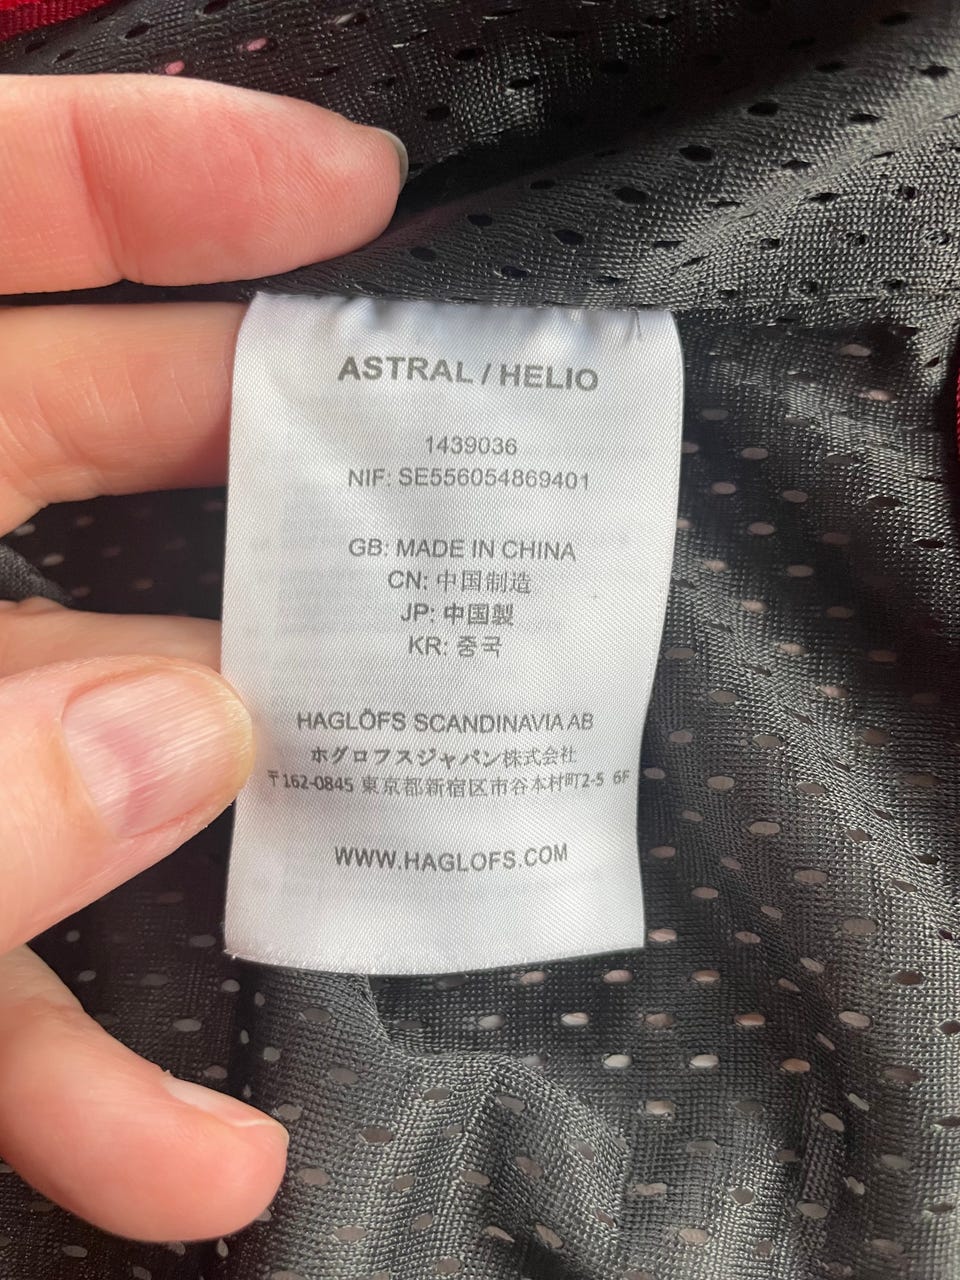 ASTRAL / HELIO
1439036
NIF: SE556054869401
GB: MADE IN CHINA
CN: 中国制造
JP: 中国製
KR: 중국
HAGLÖFS SCANDINAVIA AB
ホグロフスジャパン株式会社
〒162-0845 東京都新宿区市谷本村町2-5 6F
WWW.HAGLOFS.COM